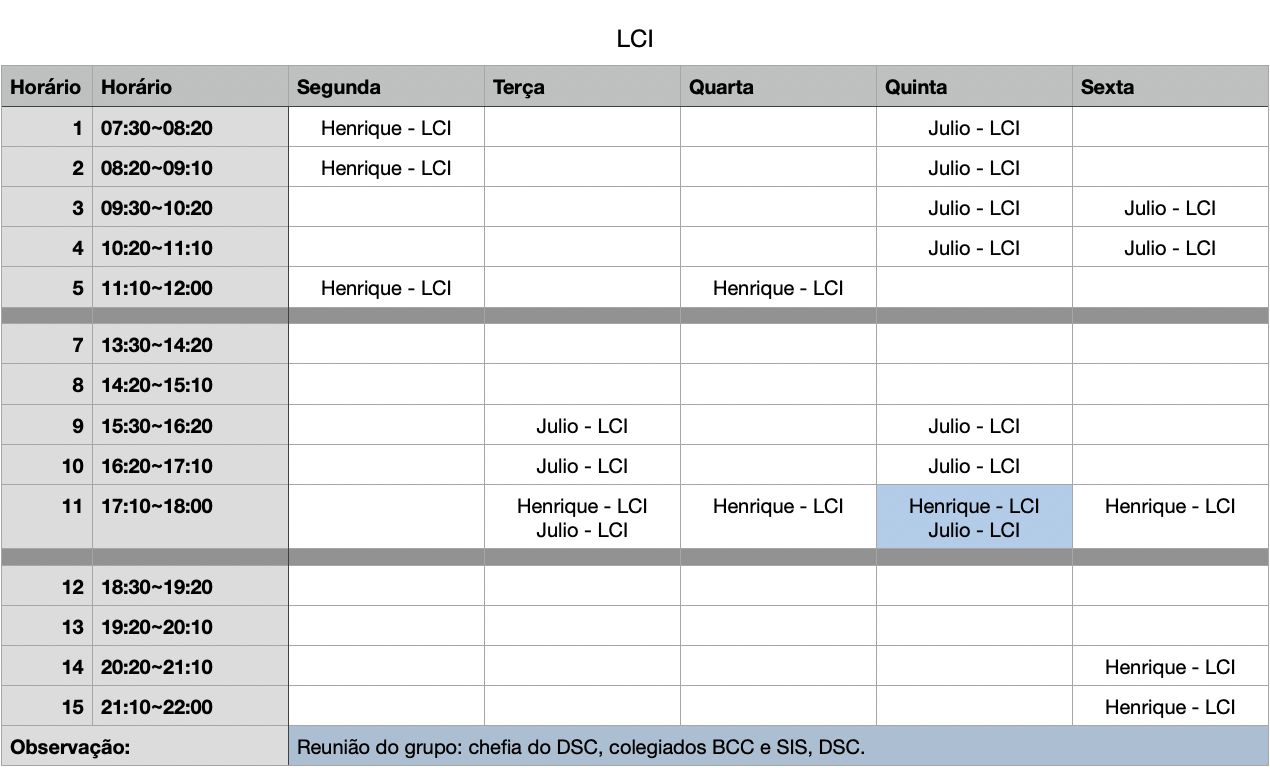 LCI
Horário Horário Segunda Terça Quarta Quinta Sexta
1 07:30~08:20 Henrique - LCI Julio - LCI
2 08:20~09:10 Henrique - LCI Julio - LCI
3 09:30~10:20 Julio - LCI Julio - LCI
4 10:20~11:10 Julio - LCI Julio - LCI
5 11:10~12:00 Henrique - LCI Henrique - LCI
7 13:30~14:20
8 14:20~15:10
9 15:30~16:20 Julio - LCI Julio - LCI
10 16:20~17:10 Julio - LCI Julio - LCI
11 17:10~18:00 Henrique - LCI Henrique - LCI Henrique - LCI Henrique - LCI
Julio - LCI Julio - LCI
12 18:30~19:20
13 19:20~20:10
14 20:20~21:10 Henrique - LCI
15 21:10~22:00 Henrique - LCI
Observação: Reunião do grupo: chefia do DSC, colegiados BCC e SIS, DSC.